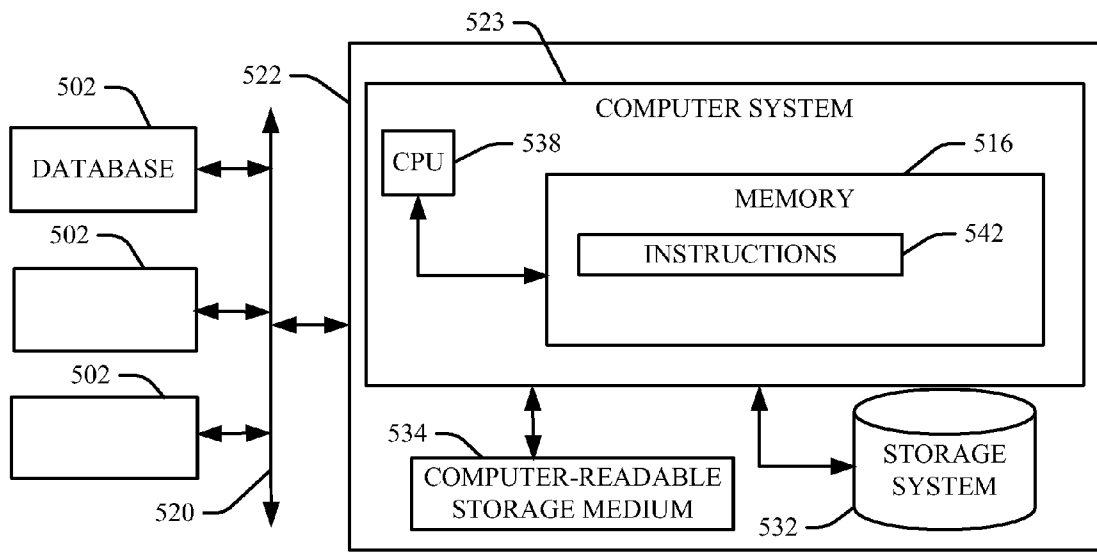 523
522
502
COMPUTER SYSTEM
CPU
538
516
DATABASE
MEMORY
502
INSTRUCTIONS
542
502
534
COMPUTER-READABLE
STORAGE MEDIUM
STORAGE
SYSTEM
520
532